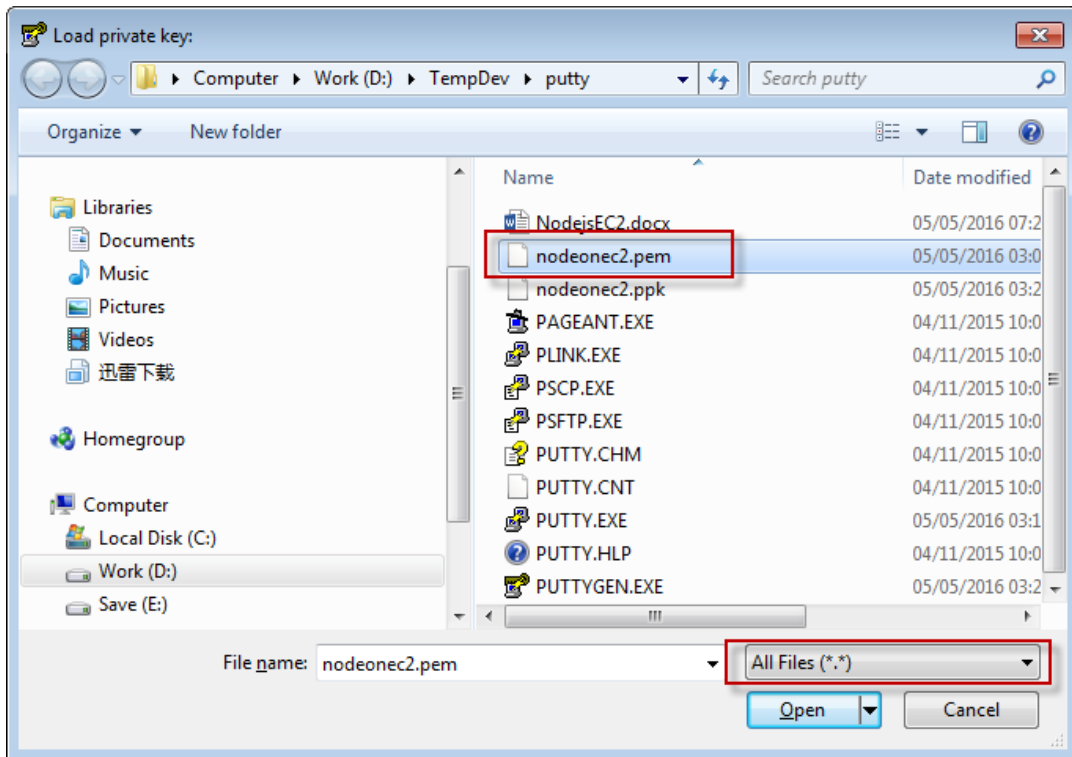 Load private key:
Computer Work (D:) TempDev putty
Search putty
Organize New folder
Name Date modified
Libraries
Documents
Music
Pictures
Videos
迅雷下载
Homegroup
Computer
Local Disk (C:)
Work (D:)
Save (E:)
NodejsEC2.docx 05/05/2016 07:2
nodeonec2.pem 05/05/2016 03:0
nodeonec2.ppk 05/05/2016 03:2
PAGEANT.EXE 04/11/2015 10:0
PLINK.EXE 04/11/2015 10:0
PSCP.EXE 04/11/2015 10:0
PSFTP.EXE 04/11/2015 10:0
PUTTY.CHM 04/11/2015 10:0
PUTTY.CNT 04/11/2015 10:0
PUTTY.EXE 05/05/2016 03:1
PUTTY.HLP 04/11/2015 10:0
PUTTYGEN.EXE 05/05/2016 03:2
File name: nodeonec2.pem All Files (*.*)
Open Cancel